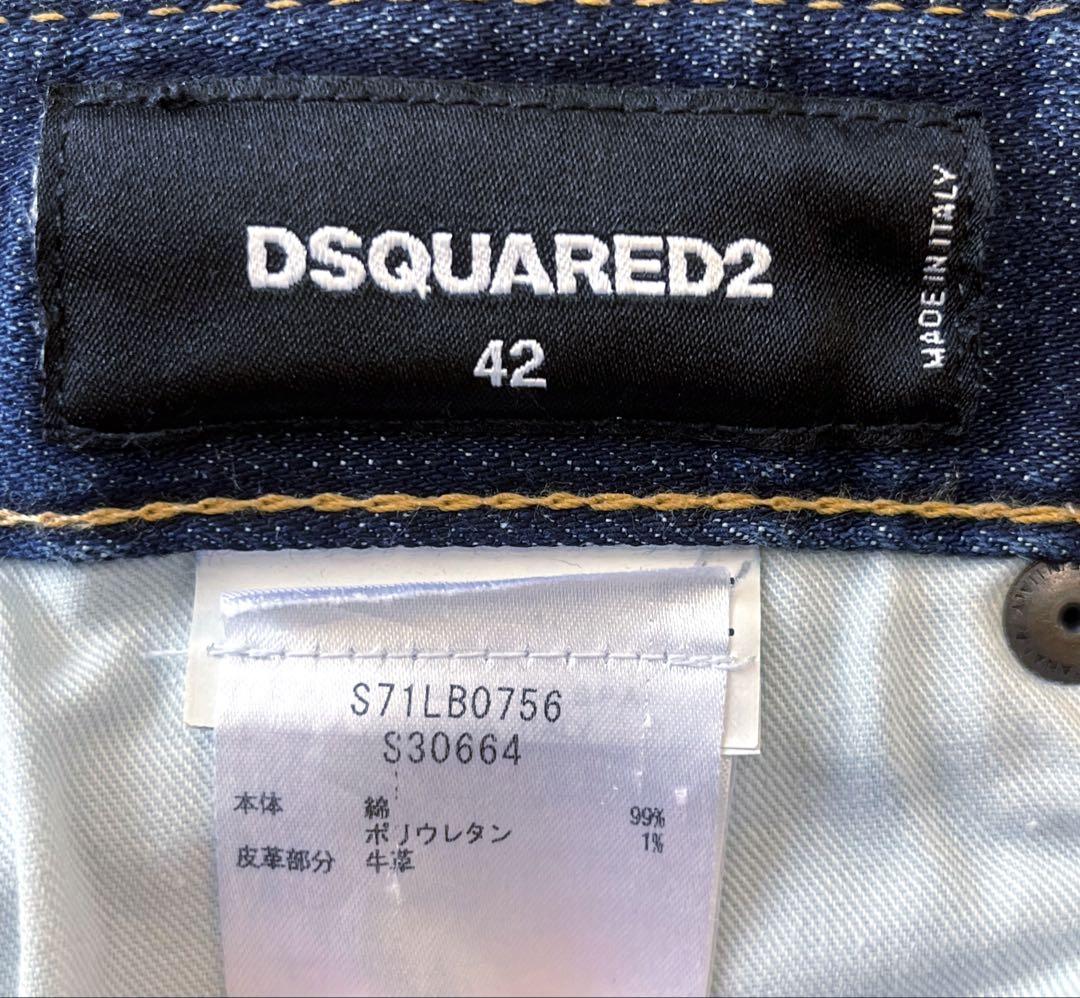 DSQUARED2
42
MADE IN ITALY
S71LB0756
S30664
本体 綿 99%
ポリウレタン 1%
皮革部分 牛革